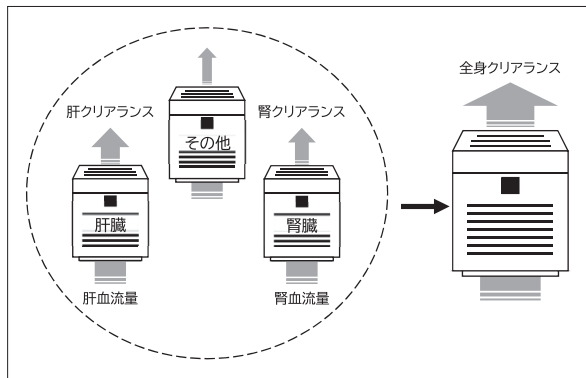 全身クリアランス
肝クリアランス
腎クリアランス
その他
肝臓
腎臓
肝血流量
腎血流量